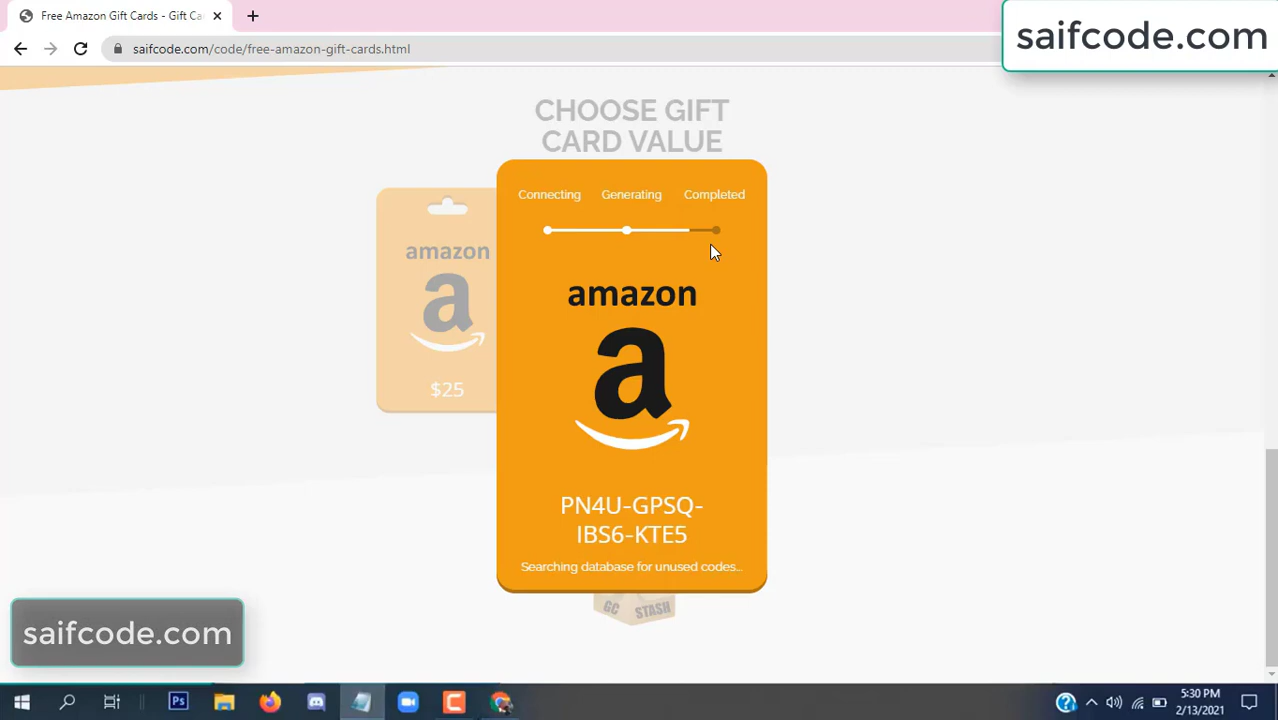 Free Amazon Gift Cards - Gift Ca
saifcode.com
saifcode.com/code/free-amazon-gift-cards.html
CHOOSE GIFT
CARD VALUE
Connecting Generating Completed
amazon
a
$25
amazon
a
PN4U-GPSQ-
IBS6-KTE5
Searching database for unused codes...
GC STASH
saifcode.com
Ps
5:30 PM
2/13/2021